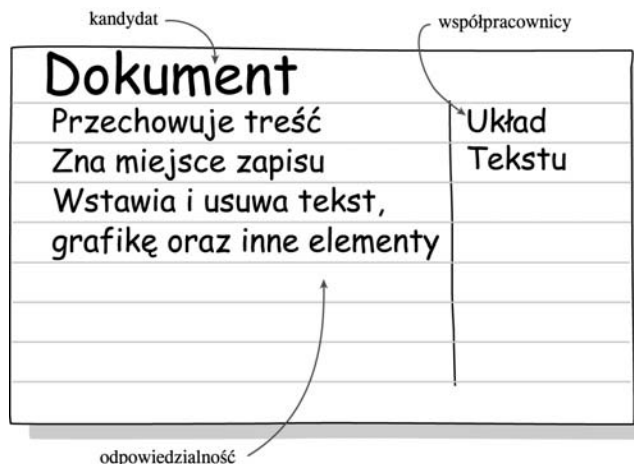 kandydat
współpracownicy
Dokument
Przechowuje treść
Zna miejsce zapisu
Wstawia i usuwa tekst,
grafikę oraz inne elementy
Układ
Tekstu
odpowiedzialność